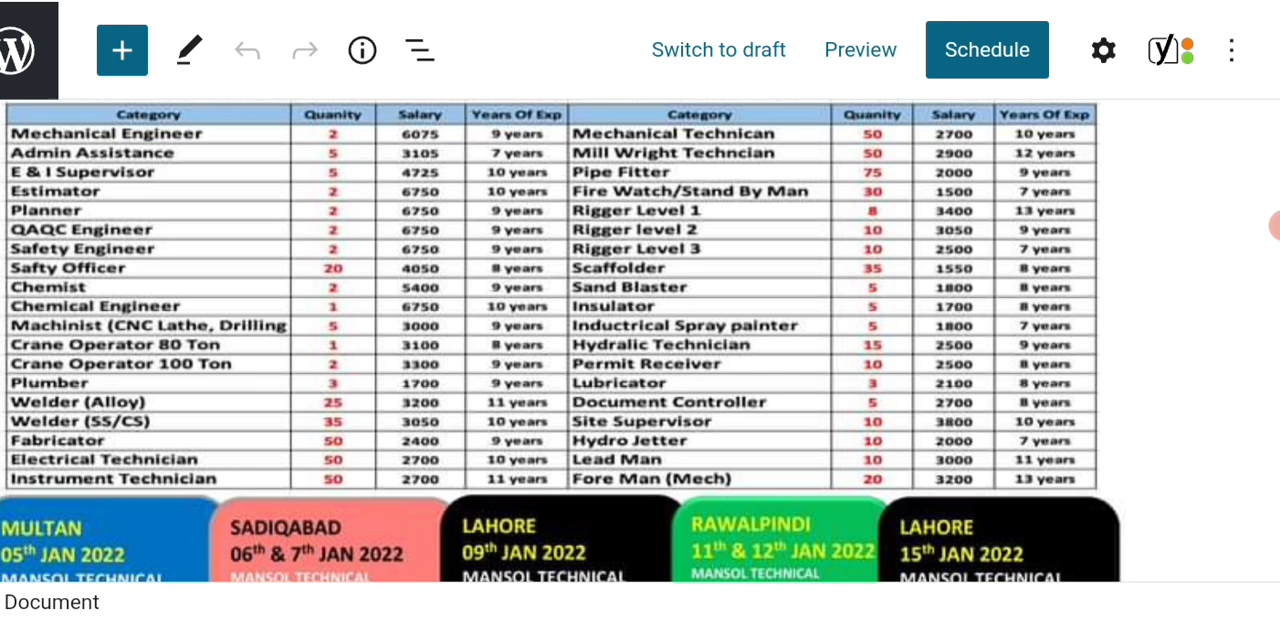 Switch to draft Preview Schedule
Category Quanity Salary Years Of Exp Category Quanity Salary Years Of Exp
Mechanical Engineer 2 6075 9 years Mechanical Technican 50 2700 10 years
Admin Assistance 5 3105 7 years Mill Wright Techncian 50 2900 12 years
E & I Supervisor 5 4725 10 years Pipe Fitter 75 2000 9 years
Estimator 2 6750 10 years Fire Watch/Stand By Man 30 1500 7 years
Planner 2 6750 9 years Rigger Level 1 8 3400 13 years
QAQC Engineer 2 6750 9 years Rigger level 2 10 3050 9 years
Safety Engineer 2 6750 9 years Rigger Level 3 10 2500 7 years
Safty Officer 20 4050 8 years Scaffolder 35 1550 8 years
Chemist 2 5400 9 years Sand Blaster 5 1800 8 years
Chemical Engineer 1 6750 10 years Insulator 5 1700 8 years
Machinist (CNC Lathe, Drilling 5 3000 9 years Inductrical Spray painter 5 1800 7 years
Crane Operator 80 Ton 1 3100 8 years Hydralic Technician 15 2500 9 years
Crane Operator 100 Ton 2 3300 9 years Permit Receiver 10 2500 8 years
Plumber 3 1700 9 years Lubricator 3 2100 8 years
Welder (Alloy) 25 3200 11 years Document Controller 5 2700 8 years
Welder (SS/CS) 35 3050 10 years Site Supervisor 10 3800 10 years
Fabricator 50 2400 9 years Hydro Jetter 10 2000 7 years
Electrical Technician 50 2700 10 years Lead Man 10 3000 11 years
Instrument Technician 50 2700 11 years Fore Man (Mech) 20 3200 13 years
MULTAN
05th JAN 2022
MANSOL TECHNICAL
SADIQABAD
06th & 7th JAN 2022
MANSOL TECHNICAL
LAHORE
09th JAN 2022
MANSOL TECHNICAL
RAWALPINDI
11th & 12th JAN 2022
MANSOL TECHNICAL
LAHORE
15th JAN 2022
MANSOL TECHNICAL
Document